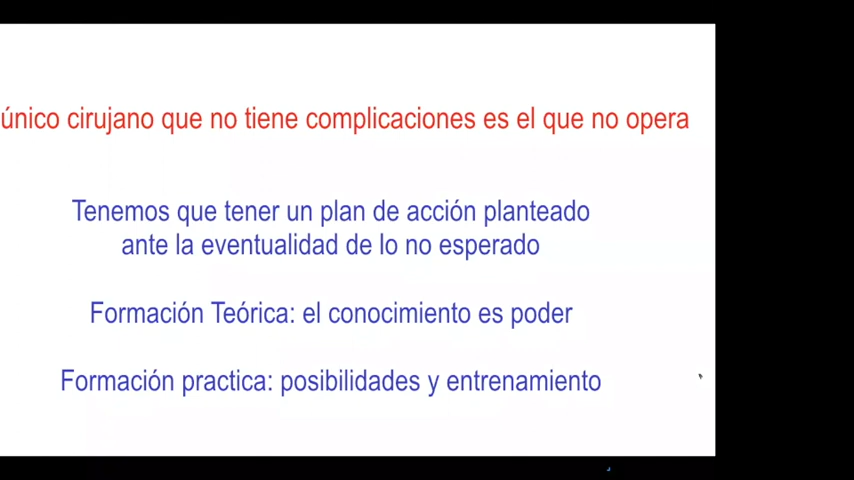 único cirujano que no tiene complicaciones es el que no opera
Tenemos que tener un plan de acción planteado
ante la eventualidad de lo no esperado
Formación Teórica: el conocimiento es poder
Formación practica: posibilidades y entrenamiento